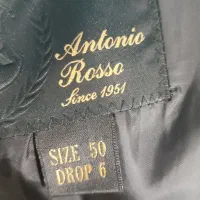 Antonio
Rosso
Since 1951
SIZE 50
DROP 6